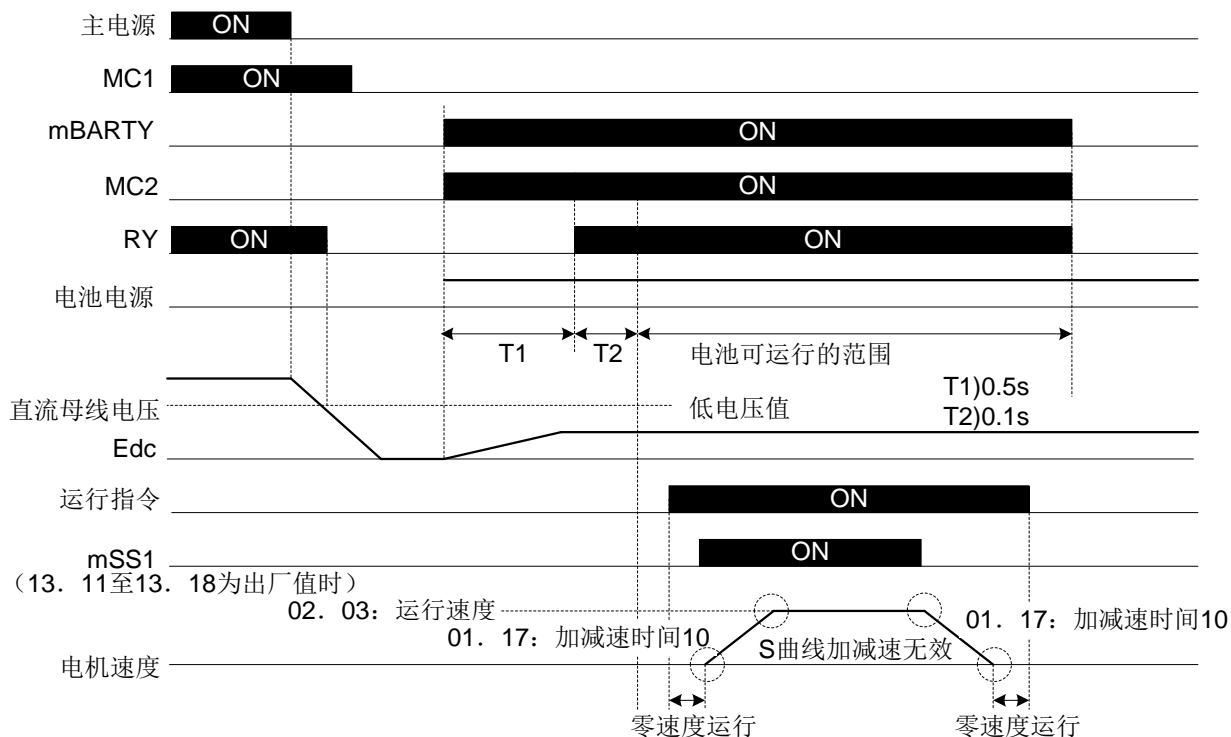 主电源 ON
MC1 ON
mBARTY ON
MC2 ON
RY ON ON
电池电源
T1 T2 电池可运行的范围
T1)0.5s
T2)0.1s
直流母线电压 低电压值
Edc
运行指令 ON
mSS1 ON
（13．11至13．18为出厂值时）
02．03：运行速度
01．17：加减速时间10
01．17：加减速时间10
S曲线加减速无效
电机速度
零速度运行 零速度运行